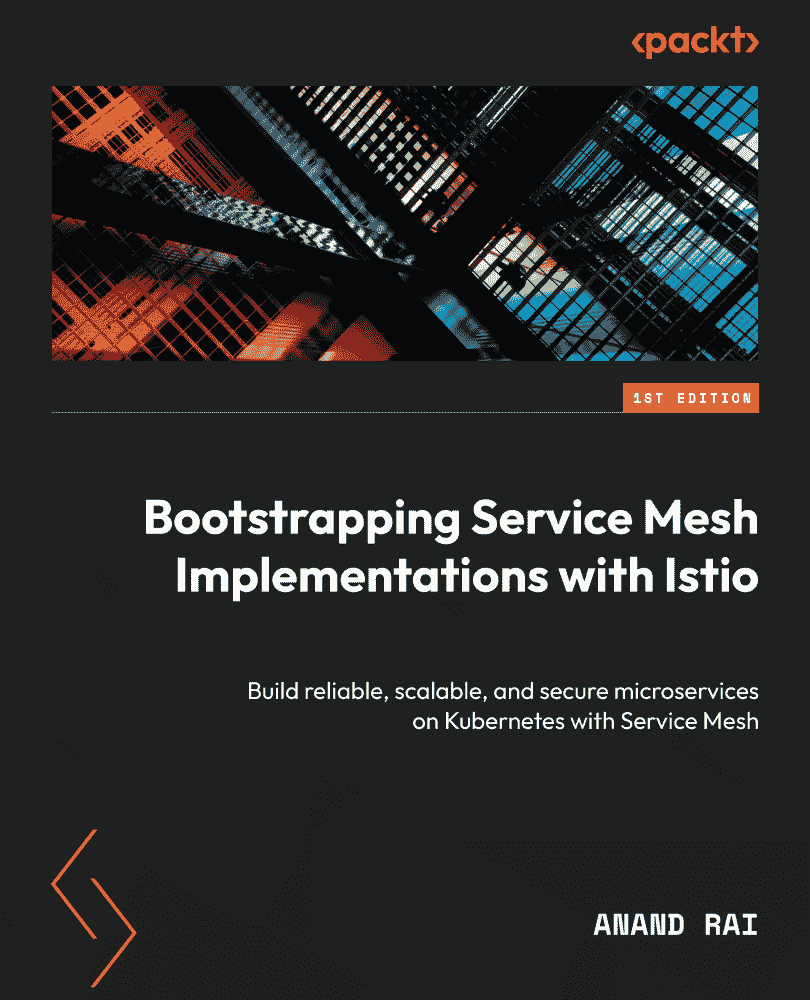 <packt>
1ST EDITION
Bootstrapping Service Mesh
Implementations with Istio
Build reliable, scalable, and secure microservices
on Kubernetes with Service Mesh
ANAND RAI